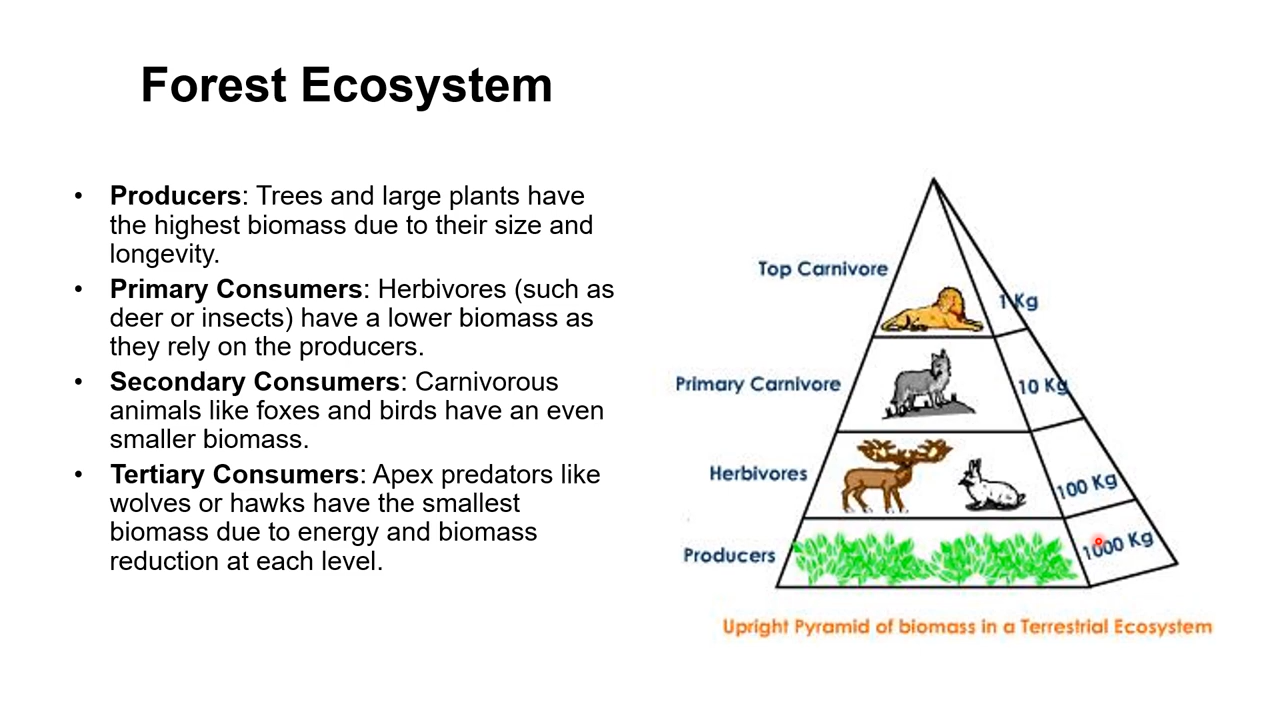 Forest Ecosystem
• Producers: Trees and large plants have
the highest biomass due to their size and
longevity.
• Primary Consumers: Herbivores (such as
deer or insects) have a lower biomass as
they rely on the producers.
• Secondary Consumers: Carnivorous
animals like foxes and birds have an even
smaller biomass.
• Tertiary Consumers: Apex predators like
wolves or hawks have the smallest
biomass due to energy and biomass
reduction at each level.
Top Carnivore
1 Kg
Primary Carnivore
10 Kg
Herbivores
100 Kg
Producers
1000 Kg
Upright Pyramid of biomass in a Terrestrial Ecosystem